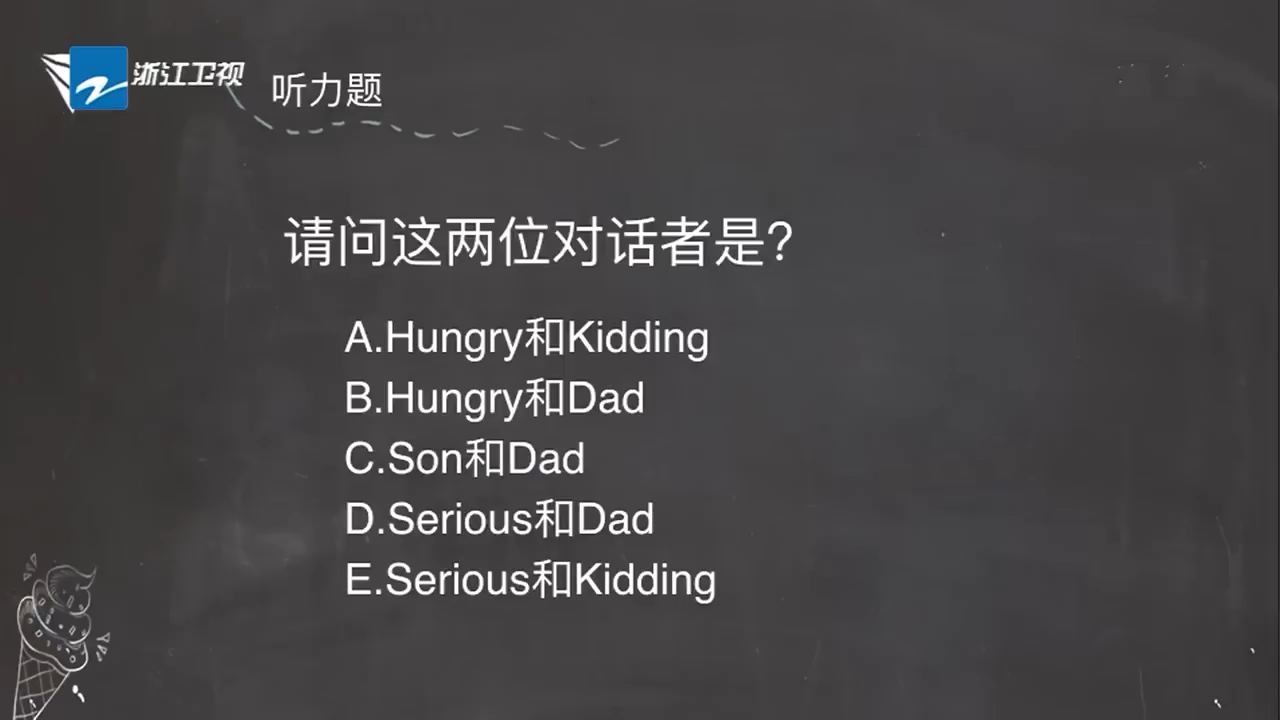 浙江卫视
听力题
请问这两位对话者是?
A.Hungry和Kidding
B.Hungry和Dad
C.Son和Dad
D.Serious和Dad
E.Serious和Kidding